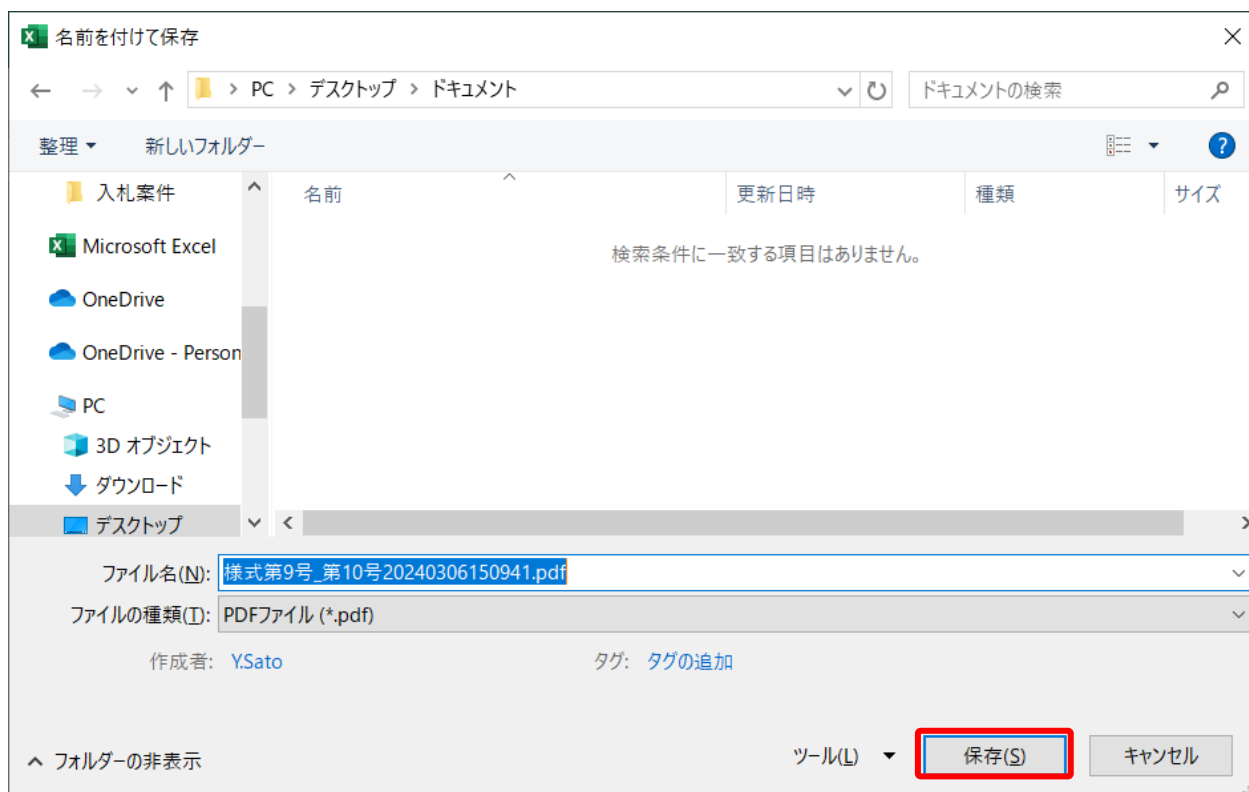 名前を付けて保存
PC > デスクトップ > ドキュメント
ドキュメントの検索
整理
新しいフォルダー
?
入札案件
名前
更新日時
種類
サイズ
検索条件に一致する項目はありません。
Microsoft Excel
OneDrive
OneDrive - Person
PC
3D オブジェクト
ダウンロード
デスクトップ
ファイル名(N): 様式第9号_第10号20240306150941.pdf
ファイルの種類(T): PDFファイル (*.pdf)
作成者: Y.Sato
タグ: タグの追加
フォルダーの非表示
ツール(L)
保存(S)
キャンセル